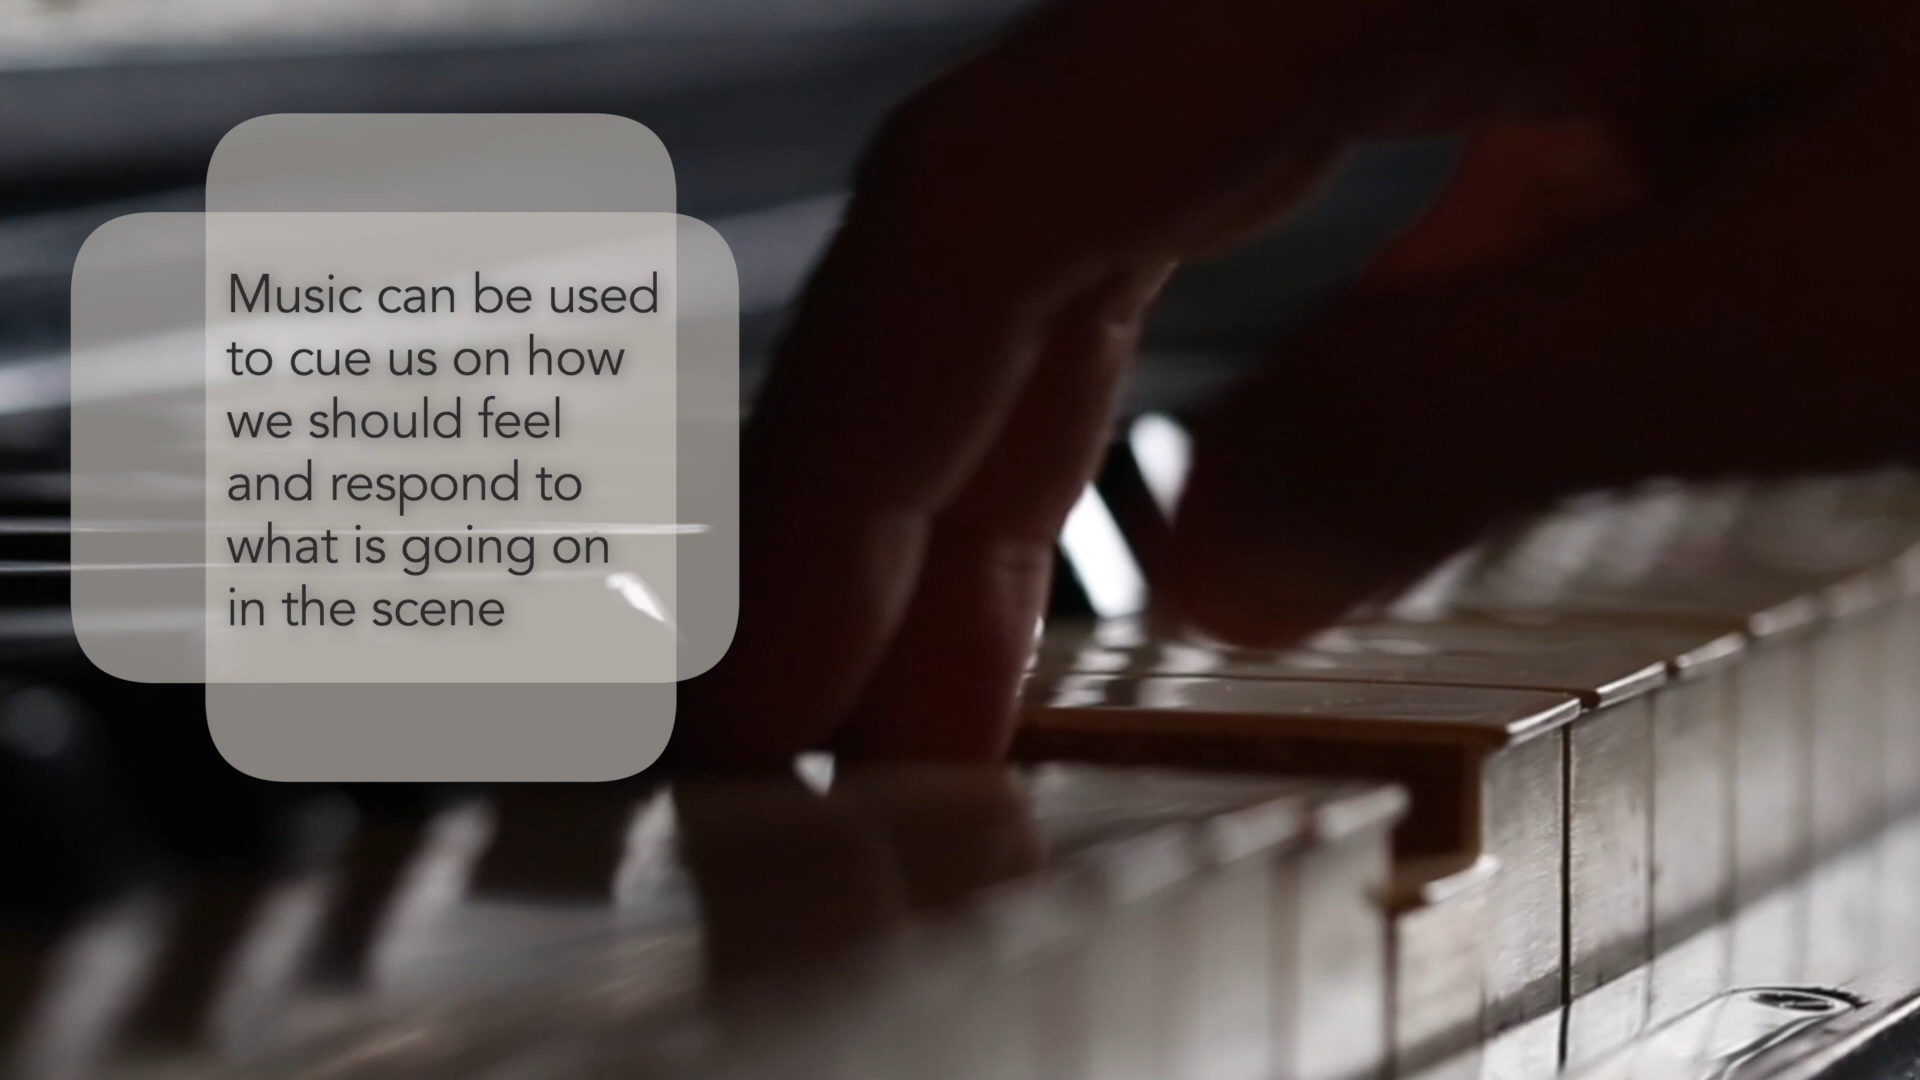 Music can be used
to cue us on how
we should feel
and respond to
what is going on
in the scene